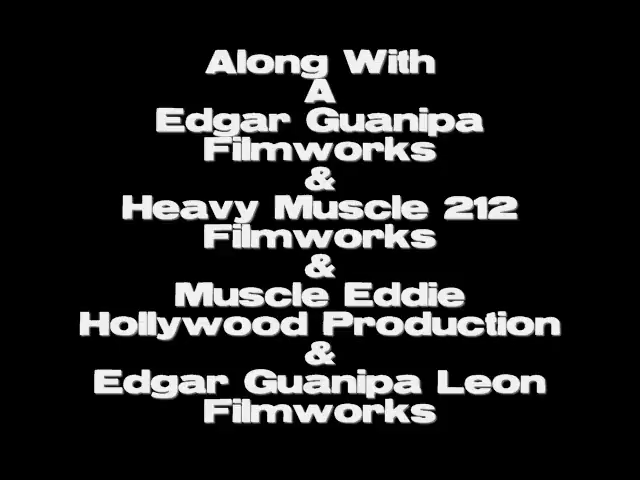 Along With
A
Edgar Guanipa
Filmworks
&
Heavy Muscle 212
Filmworks
&
Muscle Eddie
Hollywood Production
&
Edgar Guanipa Leon
Filmworks